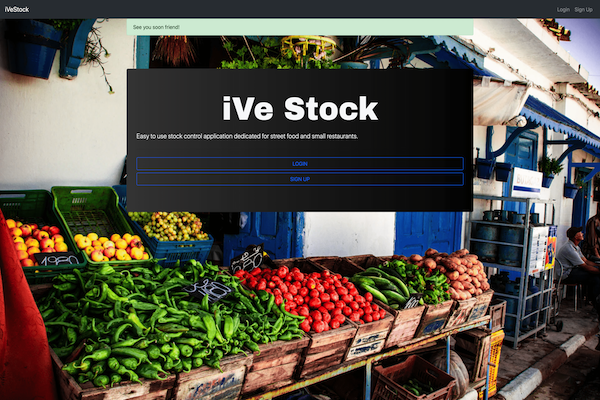 iVeStock
Login Sign Up
See you soon friend!
iVe Stock
Easy to use stock control application dedicated for street food and small restaurants.
LOGIN
SIGN UP